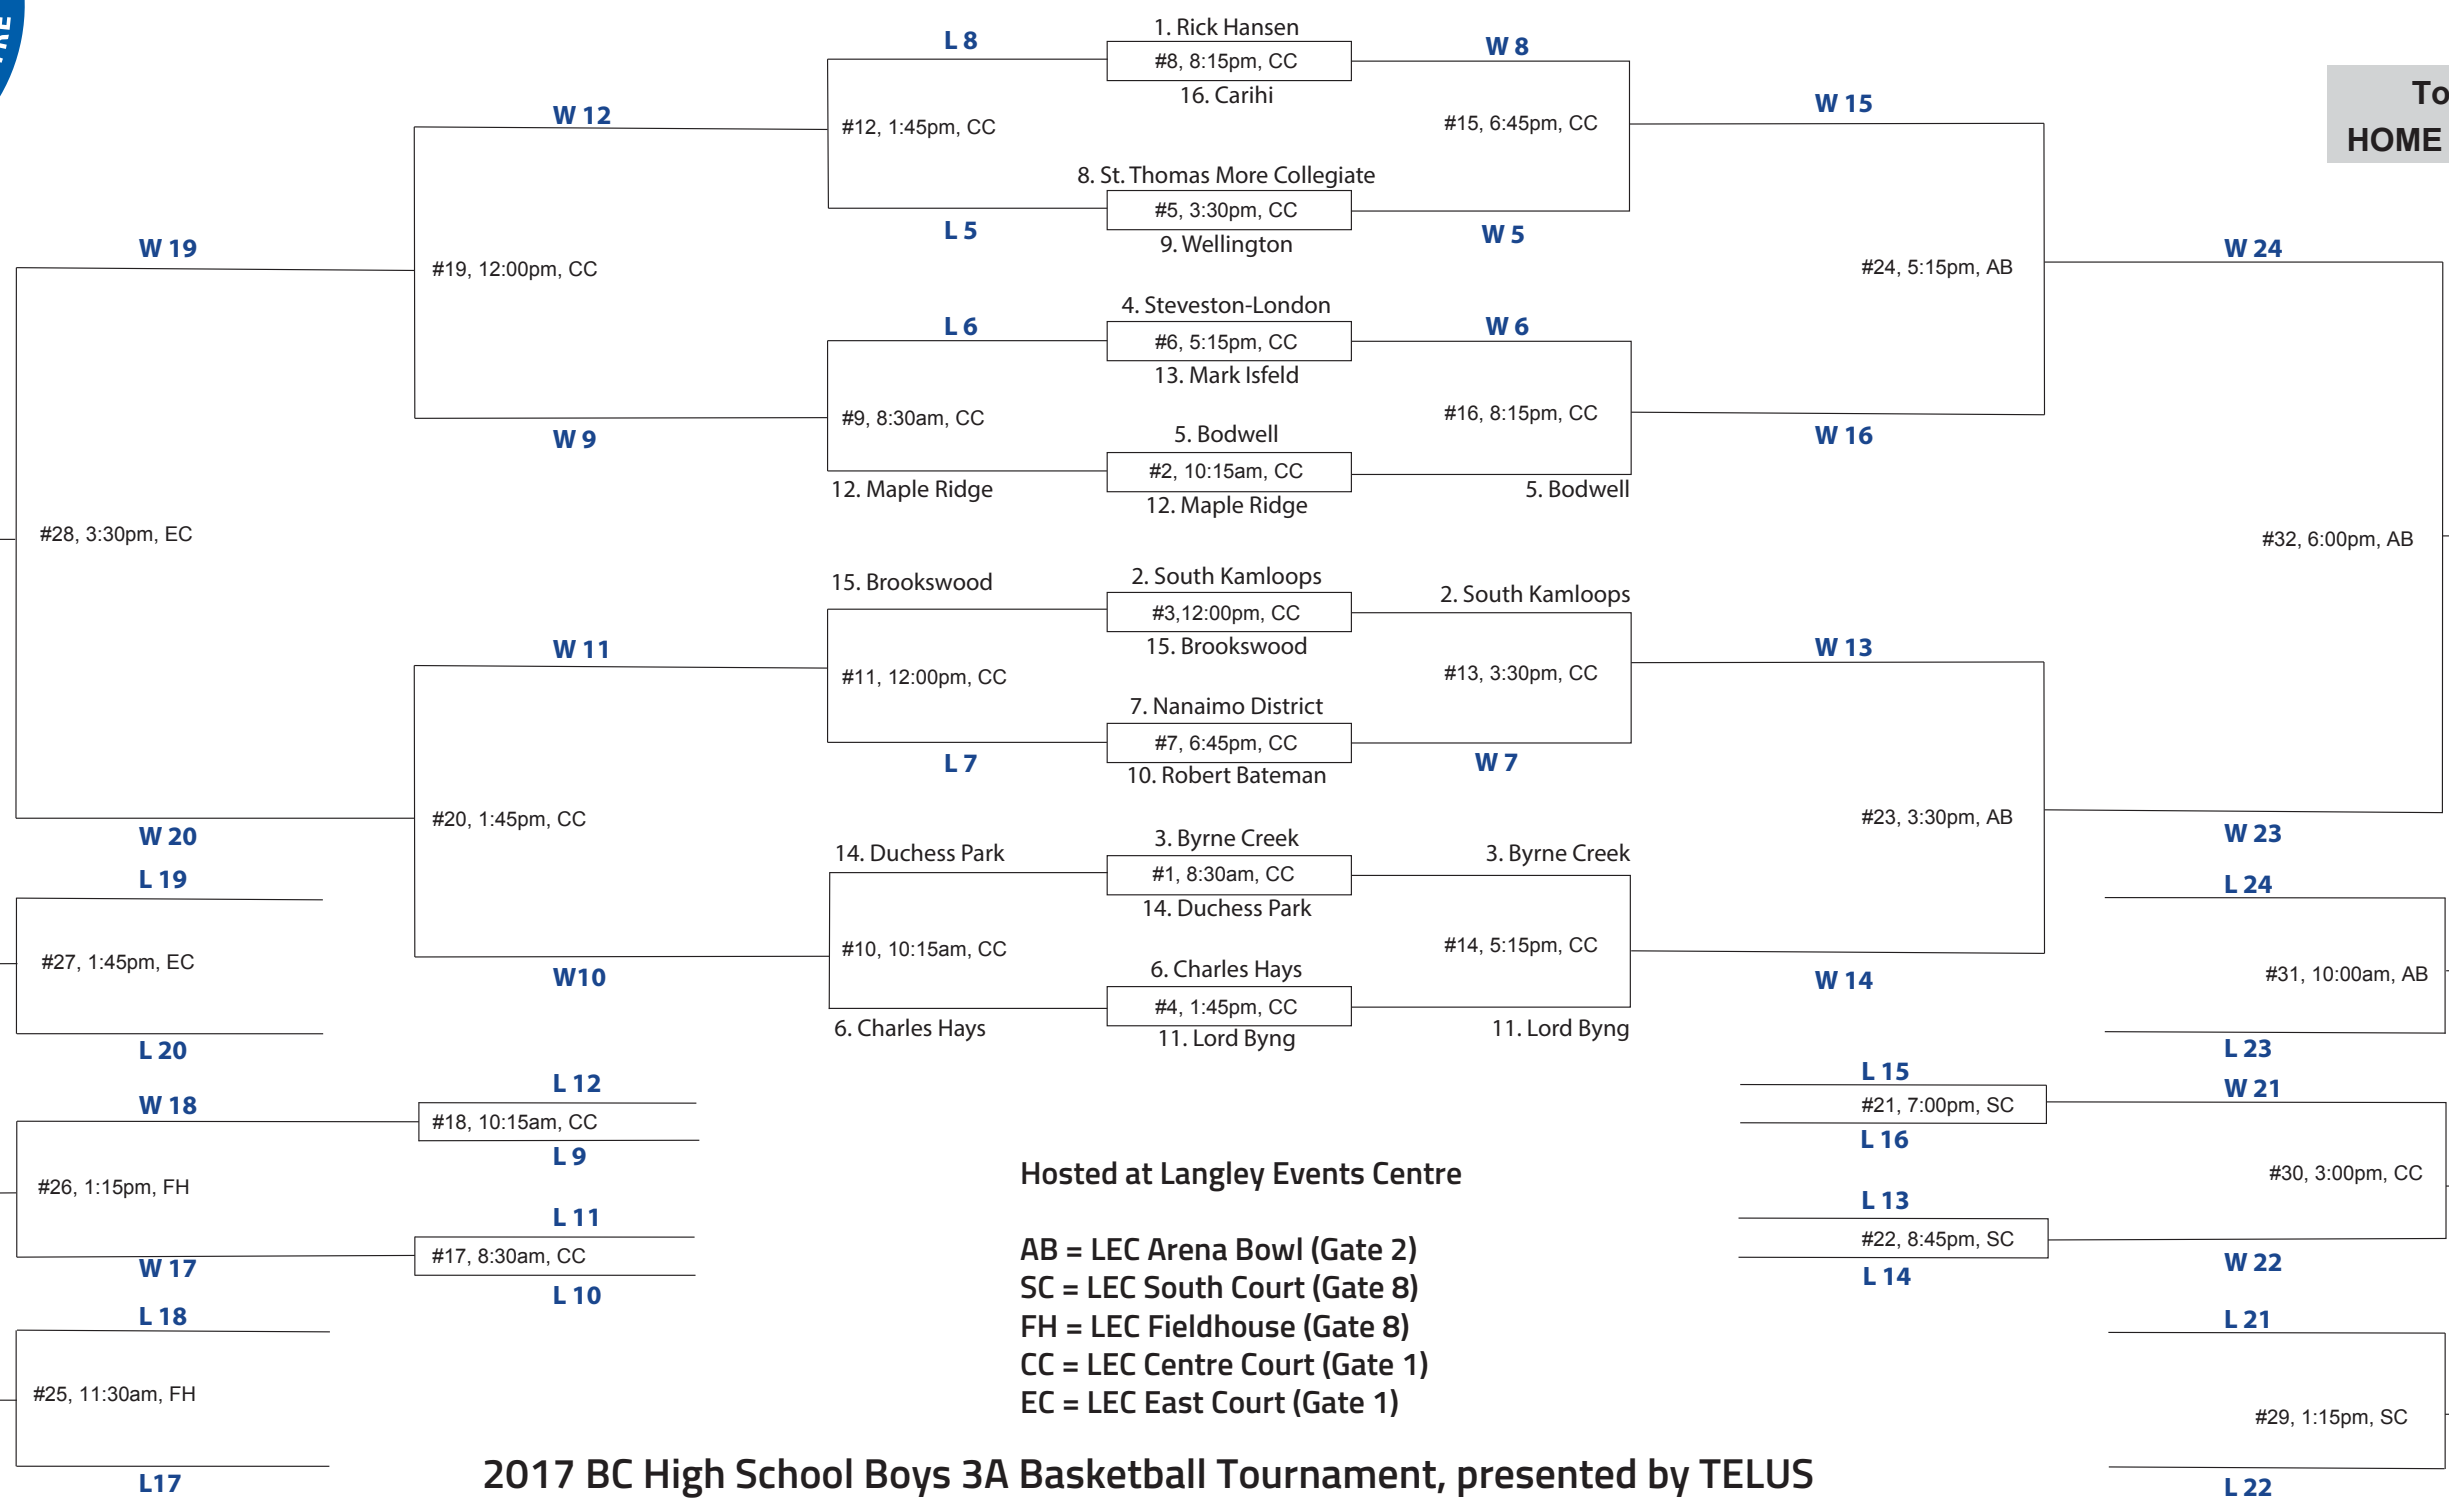 To
HOME
L 8
1. Rick Hansen
#8, 8:15pm, CC
16. Carihi
W 8
W 12
#12, 1:45pm, CC
#15, 6:45pm, CC
W 15
8. St. Thomas More Collegiate
#5, 3:30pm, CC
9. Wellington
L 5
W 5
W 19
#19, 12:00pm, CC
#24, 5:15pm, AB
W 24
4. Steveston-London
L 6
#6, 5:15pm, CC
W 6
13. Mark Isfeld
#9, 8:30am, CC
#16, 8:15pm, CC
W 9
5. Bodwell
W 16
#2, 10:15am, CC
12. Maple Ridge
12. Maple Ridge
5. Bodwell
#28, 3:30pm, EC
#32, 6:00pm, AB
15. Brookswood
2. South Kamloops
#3,12:00pm, CC
15. Brookswood
2. South Kamloops
W 11
#11, 12:00pm, CC
#13, 3:30pm, CC
W 13
7. Nanaimo District
#7, 6:45pm, CC
10. Robert Bateman
L 7
W 7
#20, 1:45pm, CC
#23, 3:30pm, AB
W 20
W 23
14. Duchess Park
3. Byrne Creek
#1, 8:30am, CC
14. Duchess Park
3. Byrne Creek
L 19
L 24
#27, 1:45pm, EC
#10, 10:15am, CC
#14, 5:15pm, CC
#31, 10:00am, AB
W10
6. Charles Hays
W 14
#4, 1:45pm, CC
6. Charles Hays
11. Lord Byng
11. Lord Byng
L 20
L 23
L 12
W 18
#18, 10:15am, CC
L 9
L 15
#21, 7:00pm, SC
L 16
W 21
#26, 1:15pm, FH
#30, 3:00pm, CC
L 11
#17, 8:30am, CC
L 10
W 17
L 13
#22, 8:45pm, SC
L 14
W 22
L 18
#25, 11:30am, FH
L17
L 21
#29, 1:15pm, SC
L 22
Hosted at Langley Events Centre
AB = LEC Arena Bowl (Gate 2)
SC = LEC South Court (Gate 8)
FH = LEC Fieldhouse (Gate 8)
CC = LEC Centre Court (Gate 1)
EC = LEC East Court (Gate 1)
2017 BC High School Boys 3A Basketball Tournament, presented by TELUS